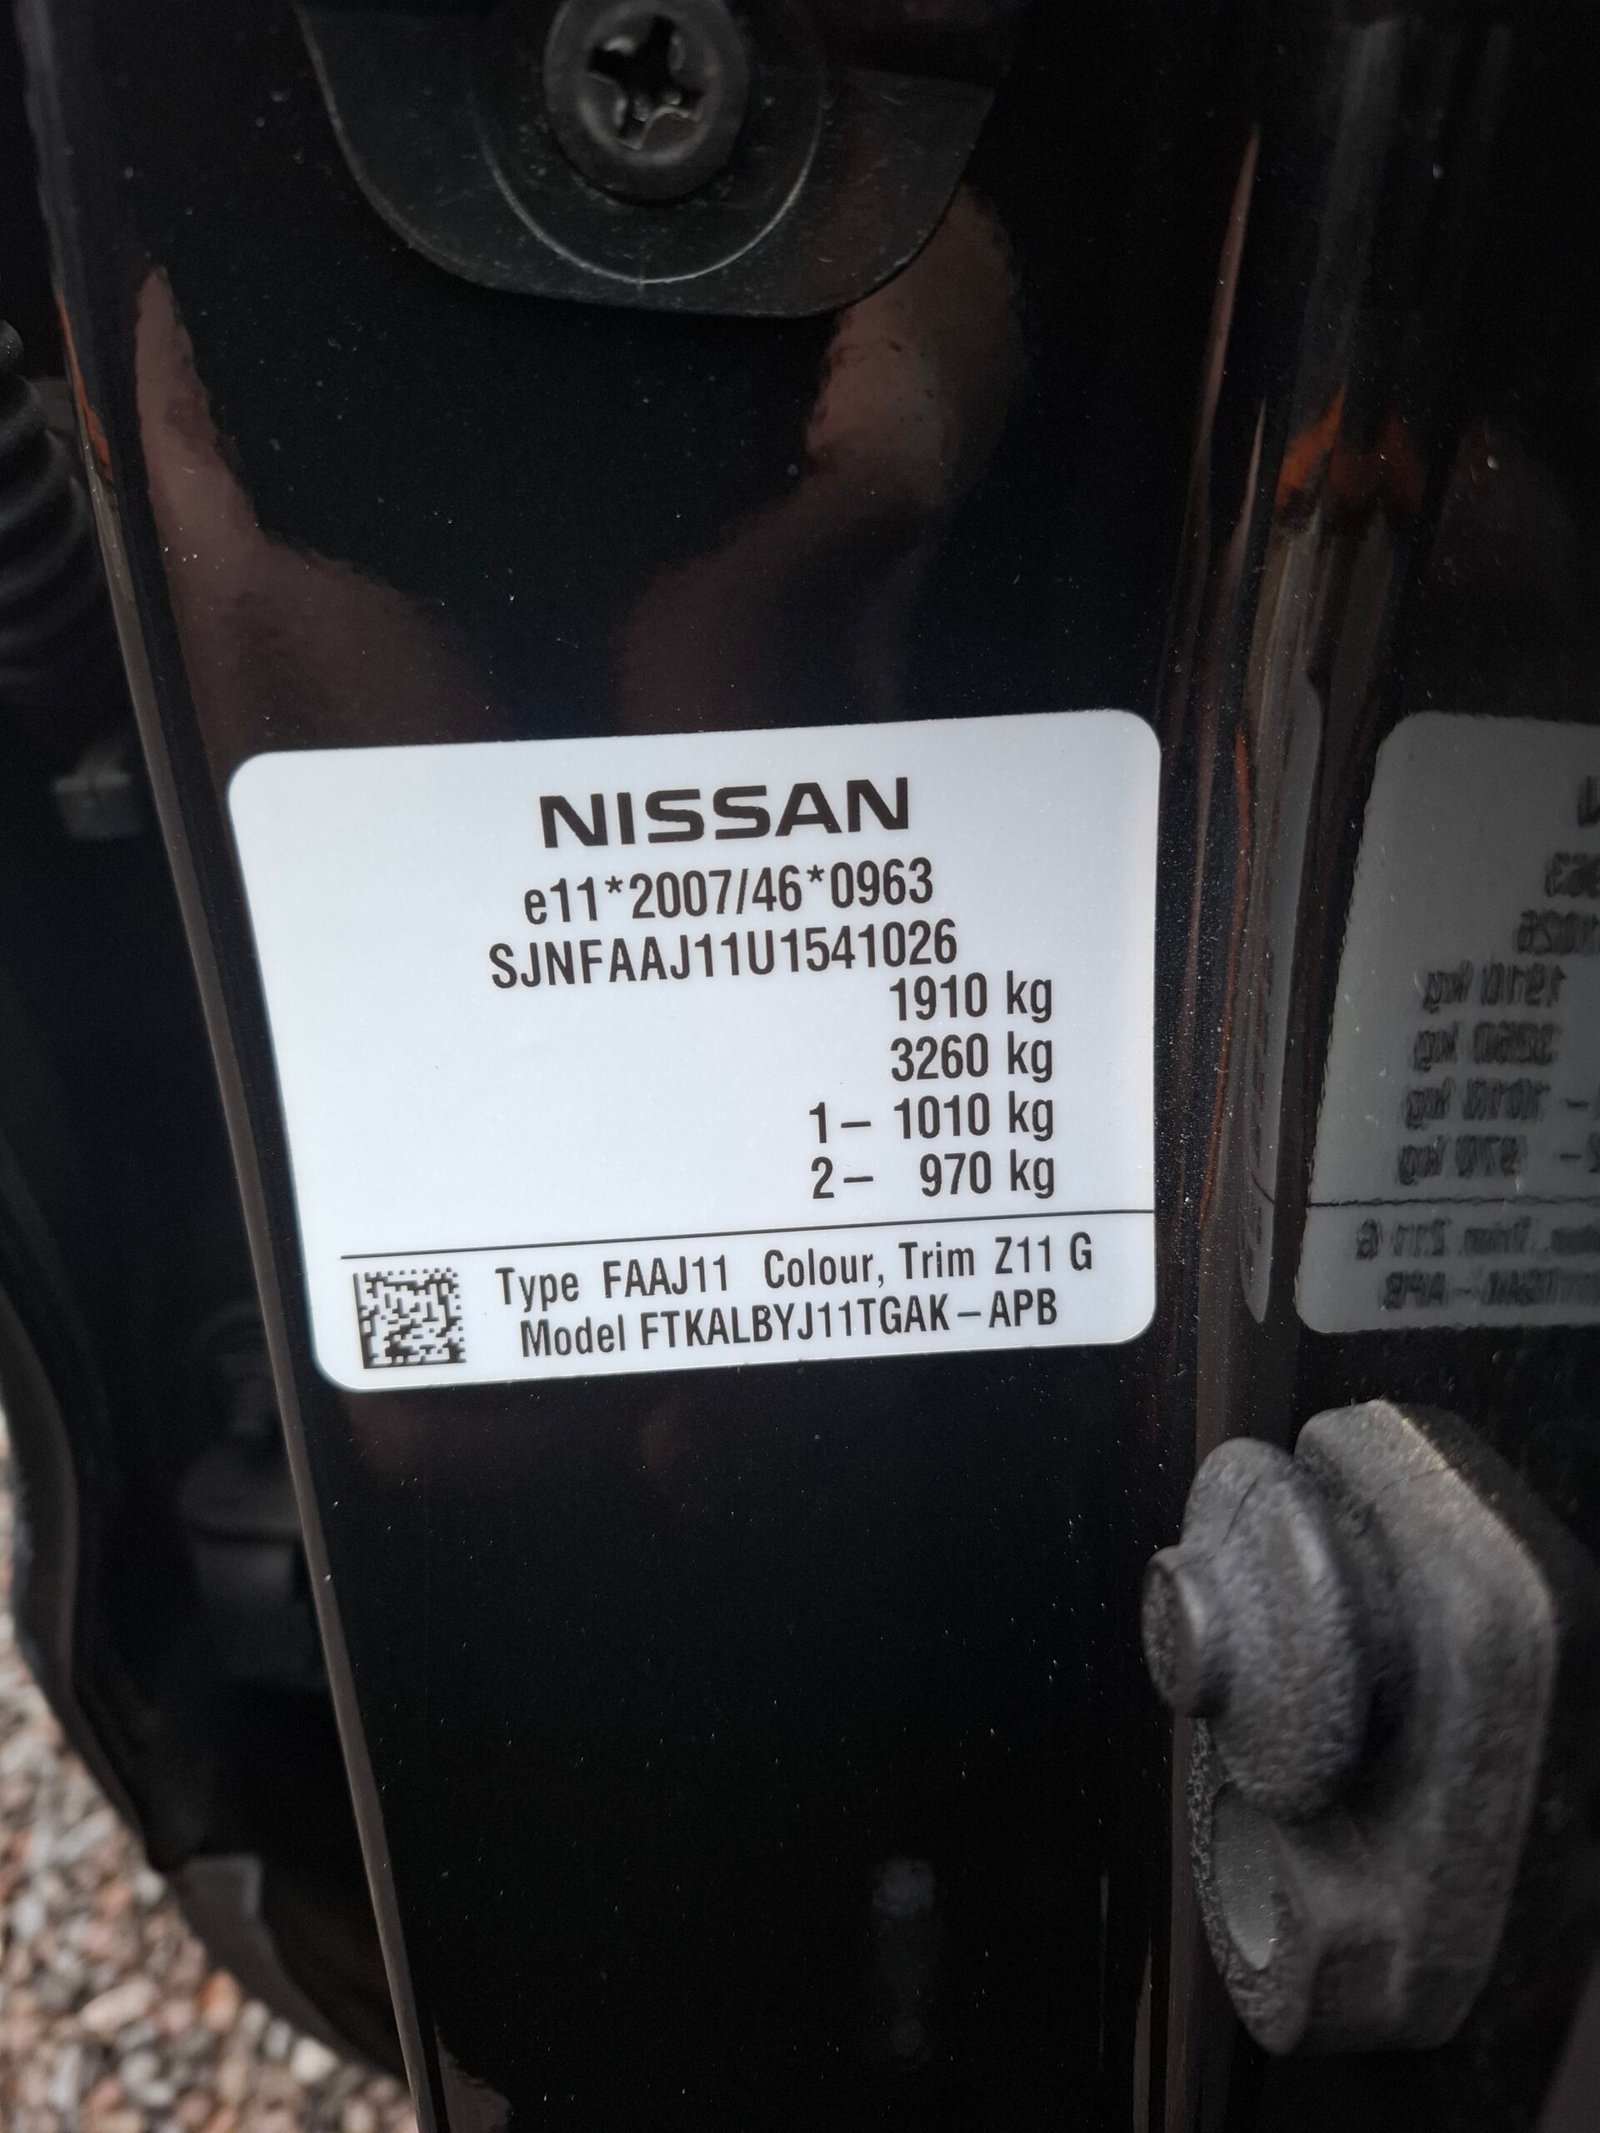 NISSAN
e11*2007/46*0963
SJNFAAJ11U1541026
1910 kg
3260 kg
1– 1010 kg
2– 970 kg
Type FAAJ11 Colour, Trim Z11 G
Model FTKALBYJ11TGAK–APB